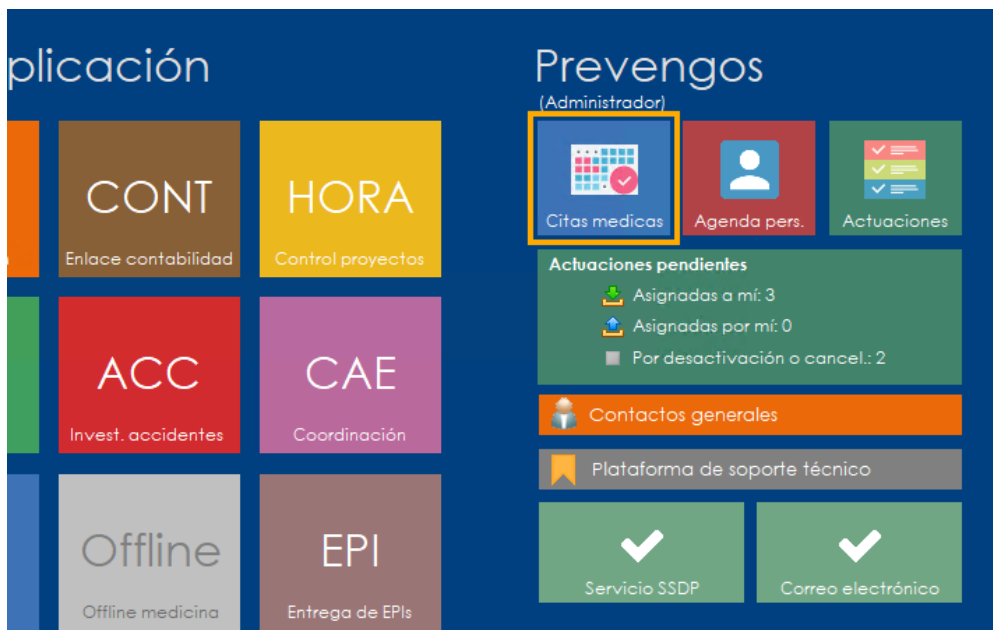 plicación
CONT
Enlace contabilidad
HORA
Control proyectos
ACC
Invest. accidentes
CAE
Coordinación
Offline
Offline medicina
EPI
Entrega de EPIs
Prevengos
(Administrador)
Citas medicas
Agenda pers.
Actuaciones
Actuaciones pendientes
Asignadas a mí: 3
Asignadas por mí: 0
Por desactivación o cancel.: 2
Contactos generales
Plataforma de soporte técnico
Servicio SSDP
Correo electrónico